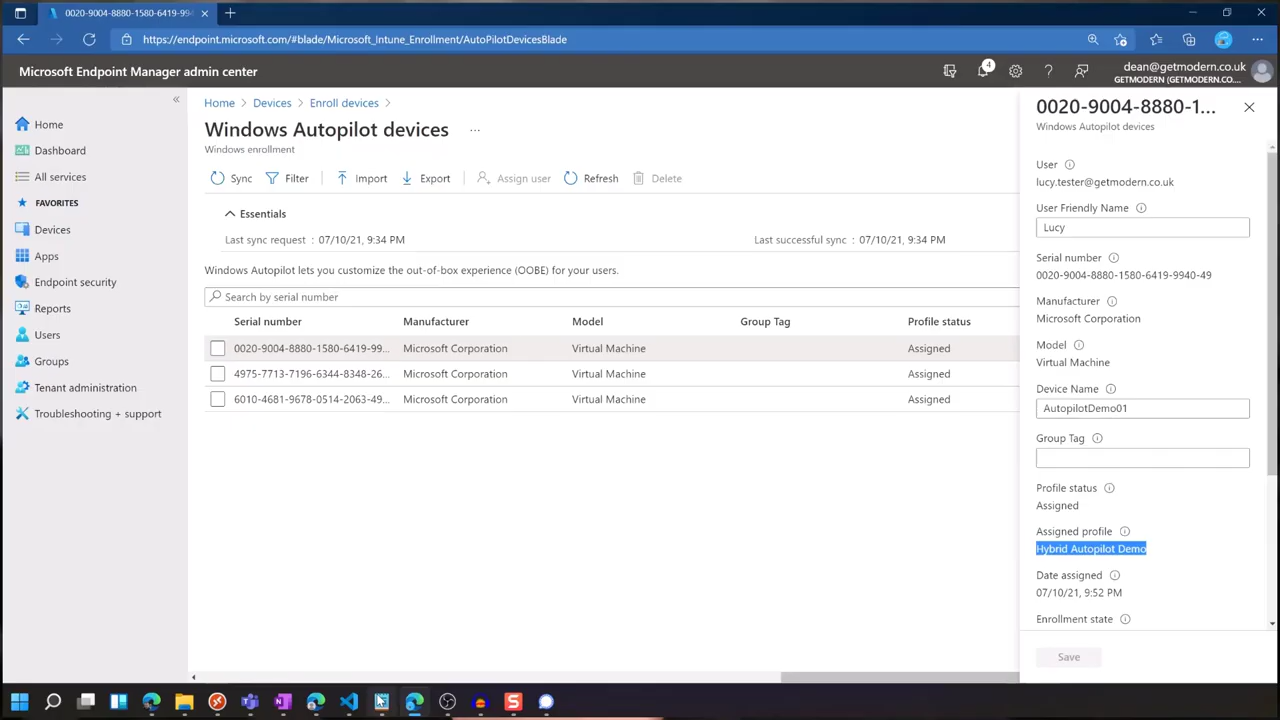 0020-9004-8880-1580-6419-994
https://endpoint.microsoft.com/#blade/Microsoft_Intune_Enrollment/AutoPilotDevicesBlade
Microsoft Endpoint Manager admin center
4
dean@getmodern.co.uk
GETMODERN (GETMODERN.CO....
Home
Dashboard
All services
FAVORITES
Devices
Apps
Endpoint security
Reports
Users
Groups
Tenant administration
Troubleshooting + support
Home > Devices > Enroll devices >
Windows Autopilot devices ...
Windows enrollment
Sync Filter Import Export Assign user Refresh Delete
Essentials
Last sync request : 07/10/21, 9:34 PM Last successful sync : 07/10/21, 9:34 PM
Windows Autopilot lets you customize the out-of-box experience (OOBE) for your users.
Search by serial number
Serial number Manufacturer Model Group Tag Profile status
0020-9004-8880-1580-6419-99... Microsoft Corporation Virtual Machine Assigned
4975-7713-7196-6344-8348-26... Microsoft Corporation Virtual Machine Assigned
6010-4681-9678-0514-2063-49... Microsoft Corporation Virtual Machine Assigned
0020-9004-8880-1...
Windows Autopilot devices
User
lucy.tester@getmodern.co.uk
User Friendly Name
Lucy
Serial number
0020-9004-8880-1580-6419-9940-49
Manufacturer
Microsoft Corporation
Model
Virtual Machine
Device Name
AutopilotDemo01
Group Tag
Profile status
Assigned
Assigned profile
Hybrid Autopilot Demo
Date assigned
07/10/21, 9:52 PM
Enrollment state
Save